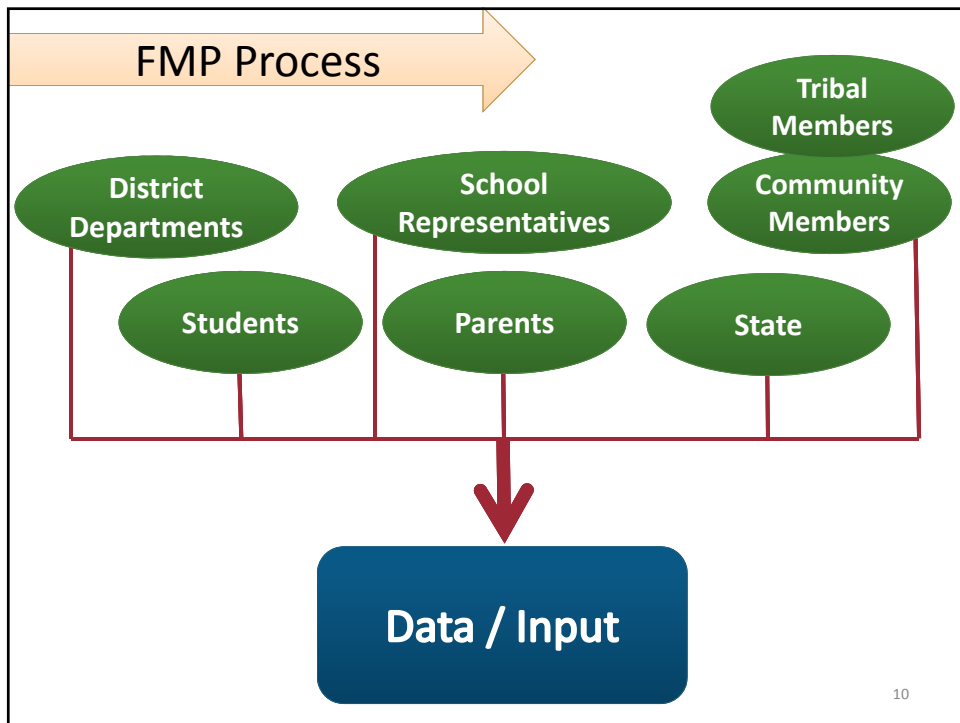 FMP Process
Tribal
Members
District
Departments
School
Representatives
Community
Members
Students
Parents
State
Data / Input
10